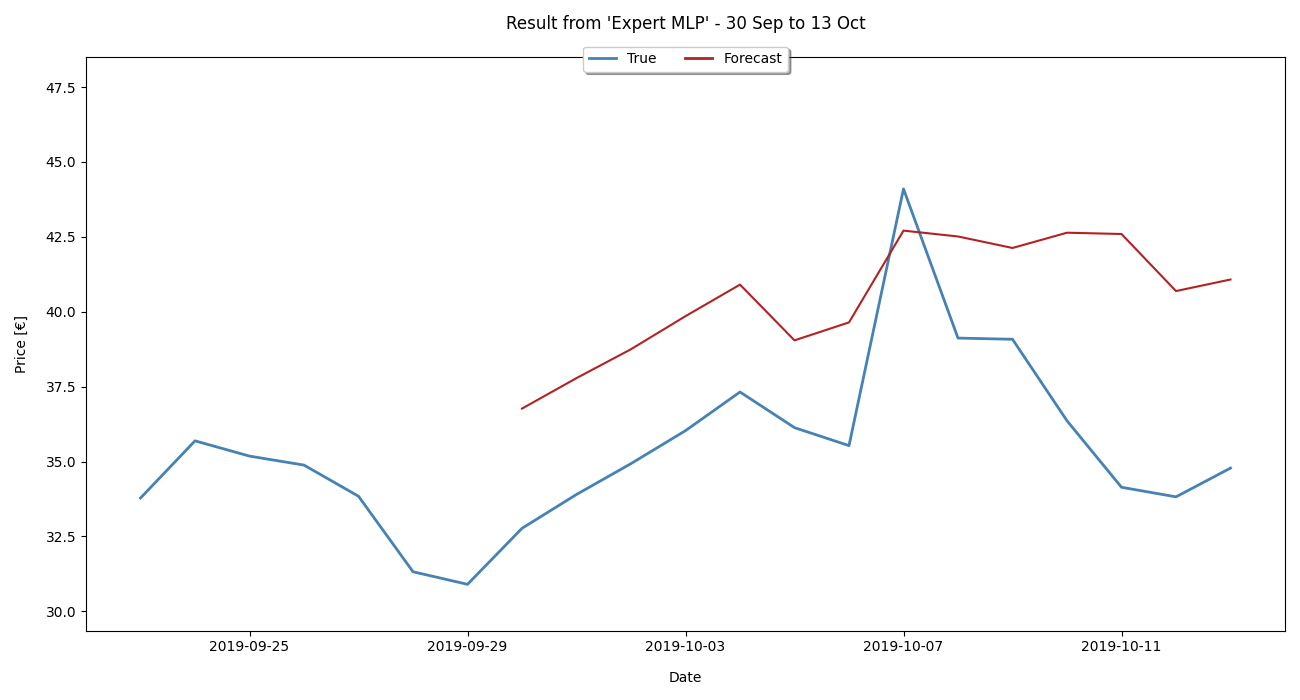 Result from 'Expert MLP' - 30 Sep to 13 Oct
True Forecast
47.5
45.0
42.5
40.0
37.5
35.0
32.5
30.0
Price [€]
2019-09-25 2019-09-29 2019-10-03 2019-10-07 2019-10-11
Date